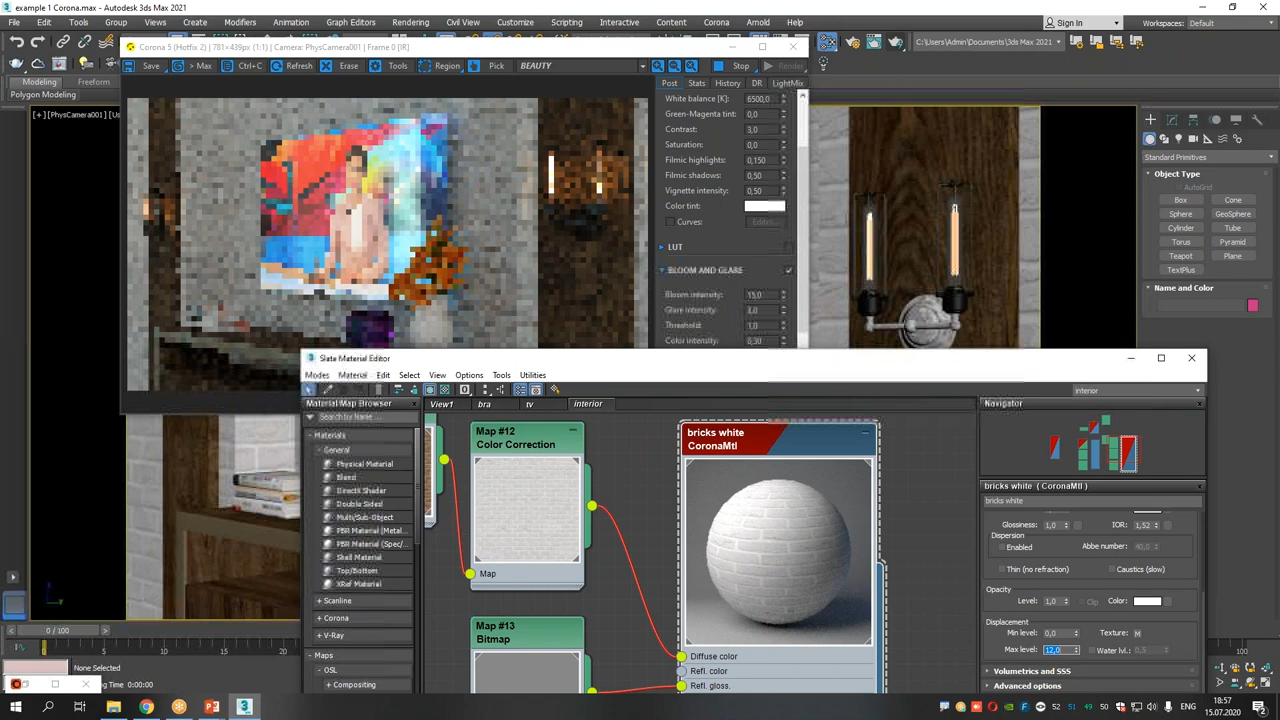 example 1 Corona.max - Autodesk 3ds Max 2021
File Edit Tools Group Views Create Modifiers Animation Graph Editors Rendering Civil View Customize Scripting Interactive Content Corona Arnold Help
Sign In
Workspaces: Default
C:\Users\Admin\Documents\3ds Max 2021
Corona 5 (Hotfix 2) | 781×439px (1:1) | Camera: PhysCamera001 | Frame 0 [IR]
Save > Max Ctrl+C Refresh Erase Tools Region Pick BEAUTY Stop Render
Modeling Freeform
Polygon Modeling
[+] [PhysCamera001] [Us
Post Stats History DR LightMix
White balance [K]: 6500,0
Green-Magenta tint: 0,0
Contrast: 3,0
Saturation: 0,0
Filmic highlights: 0,150
Filmic shadows: 0,50
Vignette intensity: 0,50
Color tint:
Curves: Editor...
LUT
BLOOM AND GLARE
Bloom intensity: 15,0
Glare intensity:
Threshold: 1,0
Color intensity: 0,30
Standard Primitives
Object Type
AutoGrid
Box Cone
Sphere GeoSphere
Cylinder Tube
Torus Pyramid
Teapot Plane
TextPlus
Name and Color
Slate Material Editor
Modes Material Edit Select View Options Tools Utilities
interior
Material/Map Browser
Search by Name ...
Materials
General
Physical Material
Blend
DirectX Shader
Double Sided
Multi/Sub-Object
PBR Material (Metal...
PBR Material (Spec/...
Shell Material
Top/Bottom
XRef Material
+ Scanline
+ Corona
+ V-Ray
Maps
OSL
+ Compositing
View1 bra tv interior
Map #12
Color Correction
Map
Map #13
Bitmap
bricks white
CoronaMtl
Diffuse color
Refl. color
Refl. gloss.
Navigator
bricks white ( CoronaMtl )
bricks white
Glossiness: 1,0 IOR: 1,52
Dispersion
Enabled Abbe number: 40,0
Thin (no refraction) Caustics (slow)
Opacity
Level: 1,0 Clip Color:
Displacement
Min level: 0,0 Texture: M
Max level: 12,0 Water lvl.: 0,5
Volumetrics and SSS
Advanced options
0 / 100
0 10 20
100
None Selected
ng Time 0:00:00
18:57
15.07.2020